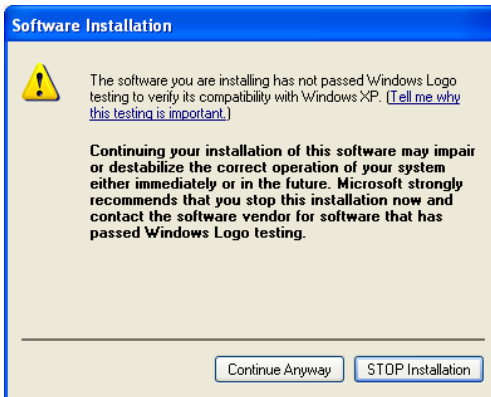 Software Installation
The software you are installing has not passed Windows Logo
testing to verify its compatibility with Windows XP. (Tell me why
this testing is important.)
Continuing your installation of this software may impair
or destabilize the correct operation of your system
either immediately or in the future. Microsoft strongly
recommends that you stop this installation now and
contact the software vendor for software that has
passed Windows Logo testing.
Continue Anyway
STOP Installation